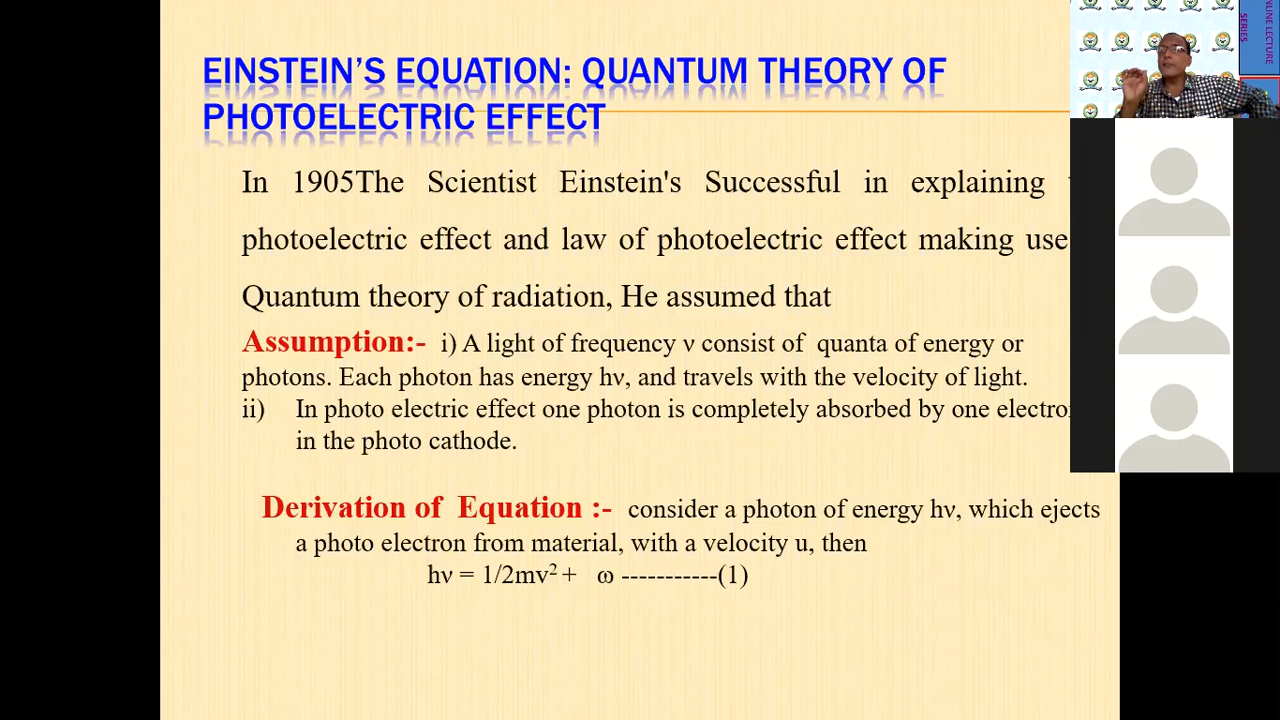 EINSTEIN'S EQUATION: QUANTUM THEORY OF
PHOTOELECTRIC EFFECT
In 1905The Scientist Einstein's Successful in explaining
photoelectric effect and law of photoelectric effect making use
Quantum theory of radiation, He assumed that
Assumption:- i) A light of frequency ν consist of quanta of energy or
photons. Each photon has energy hν, and travels with the velocity of light.
ii) In photo electric effect one photon is completely absorbed by one electron
in the photo cathode.
Derivation of Equation :- consider a photon of energy hν, which ejects
a photo electron from material, with a velocity u, then
hν = 1/2mv² + ω -----------(1)
NLINE LECTURE
SERIES